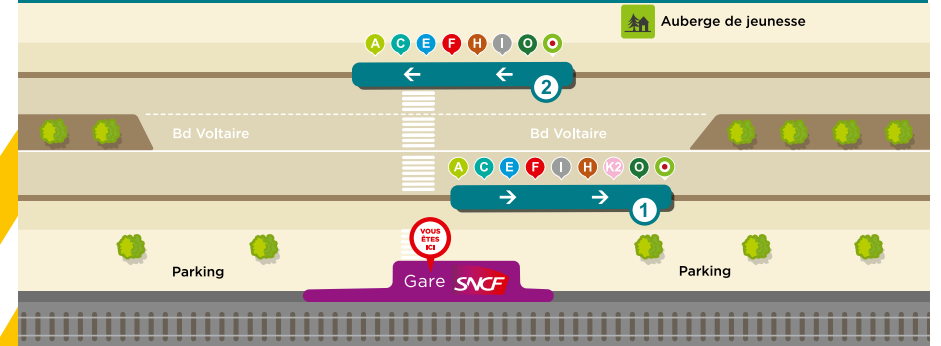 Auberge de jeunesse
A C E F H I O
2
Bd Voltaire Bd Voltaire
A C E F I H K2 O
1
VOUS
ÊTES
ICI
Parking Parking
Gare SNCF